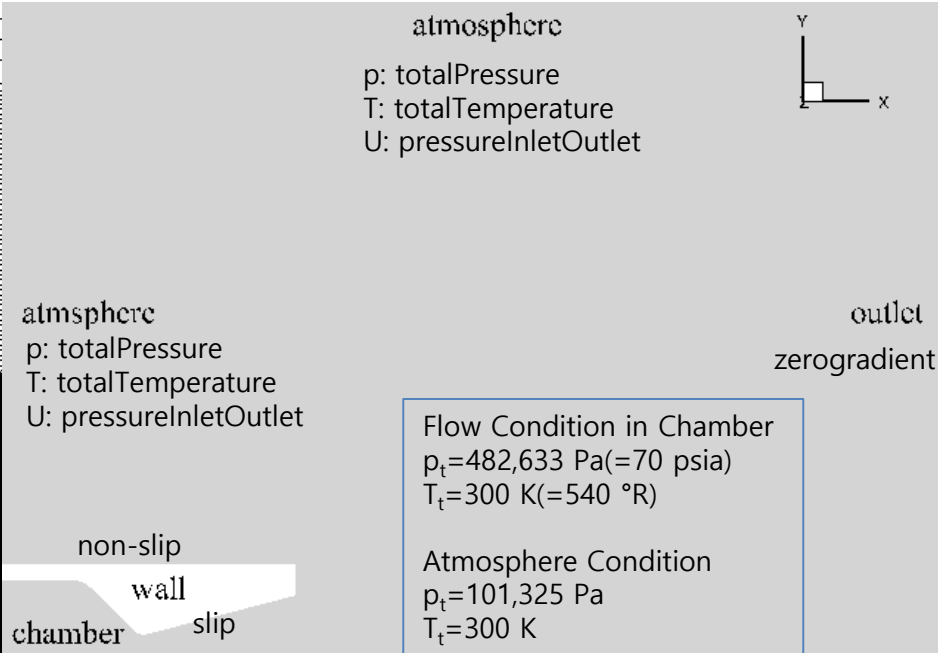 atmosphere
p: totalPressure
T: totalTemperature
U: pressureInletOutlet
Y
Z
X
atmsphere
p: totalPressure
T: totalTemperature
U: pressureInletOutlet
outlet
zerogradient
Flow Condition in Chamber
pₜ=482,633 Pa(=70 psia)
Tₜ=300 K(=540 °R)
Atmosphere Condition
pₜ=101,325 Pa
Tₜ=300 K
non-slip
wall
slip
chamber